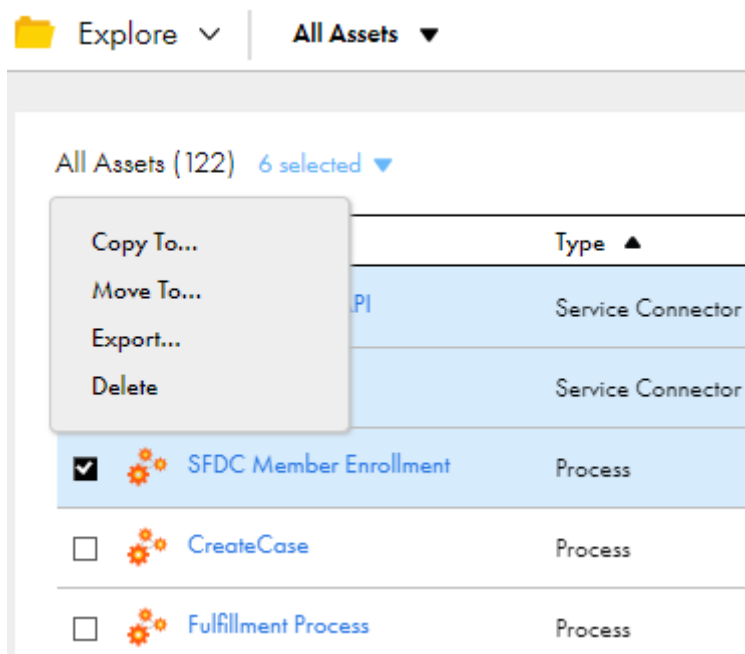 Explore All Assets
All Assets (122) 6 selected
Copy To...
Move To...
Export...
Delete
Type
PI Service Connector
Service Connector
SFDC Member Enrollment Process
CreateCase Process
Fulfillment Process Process